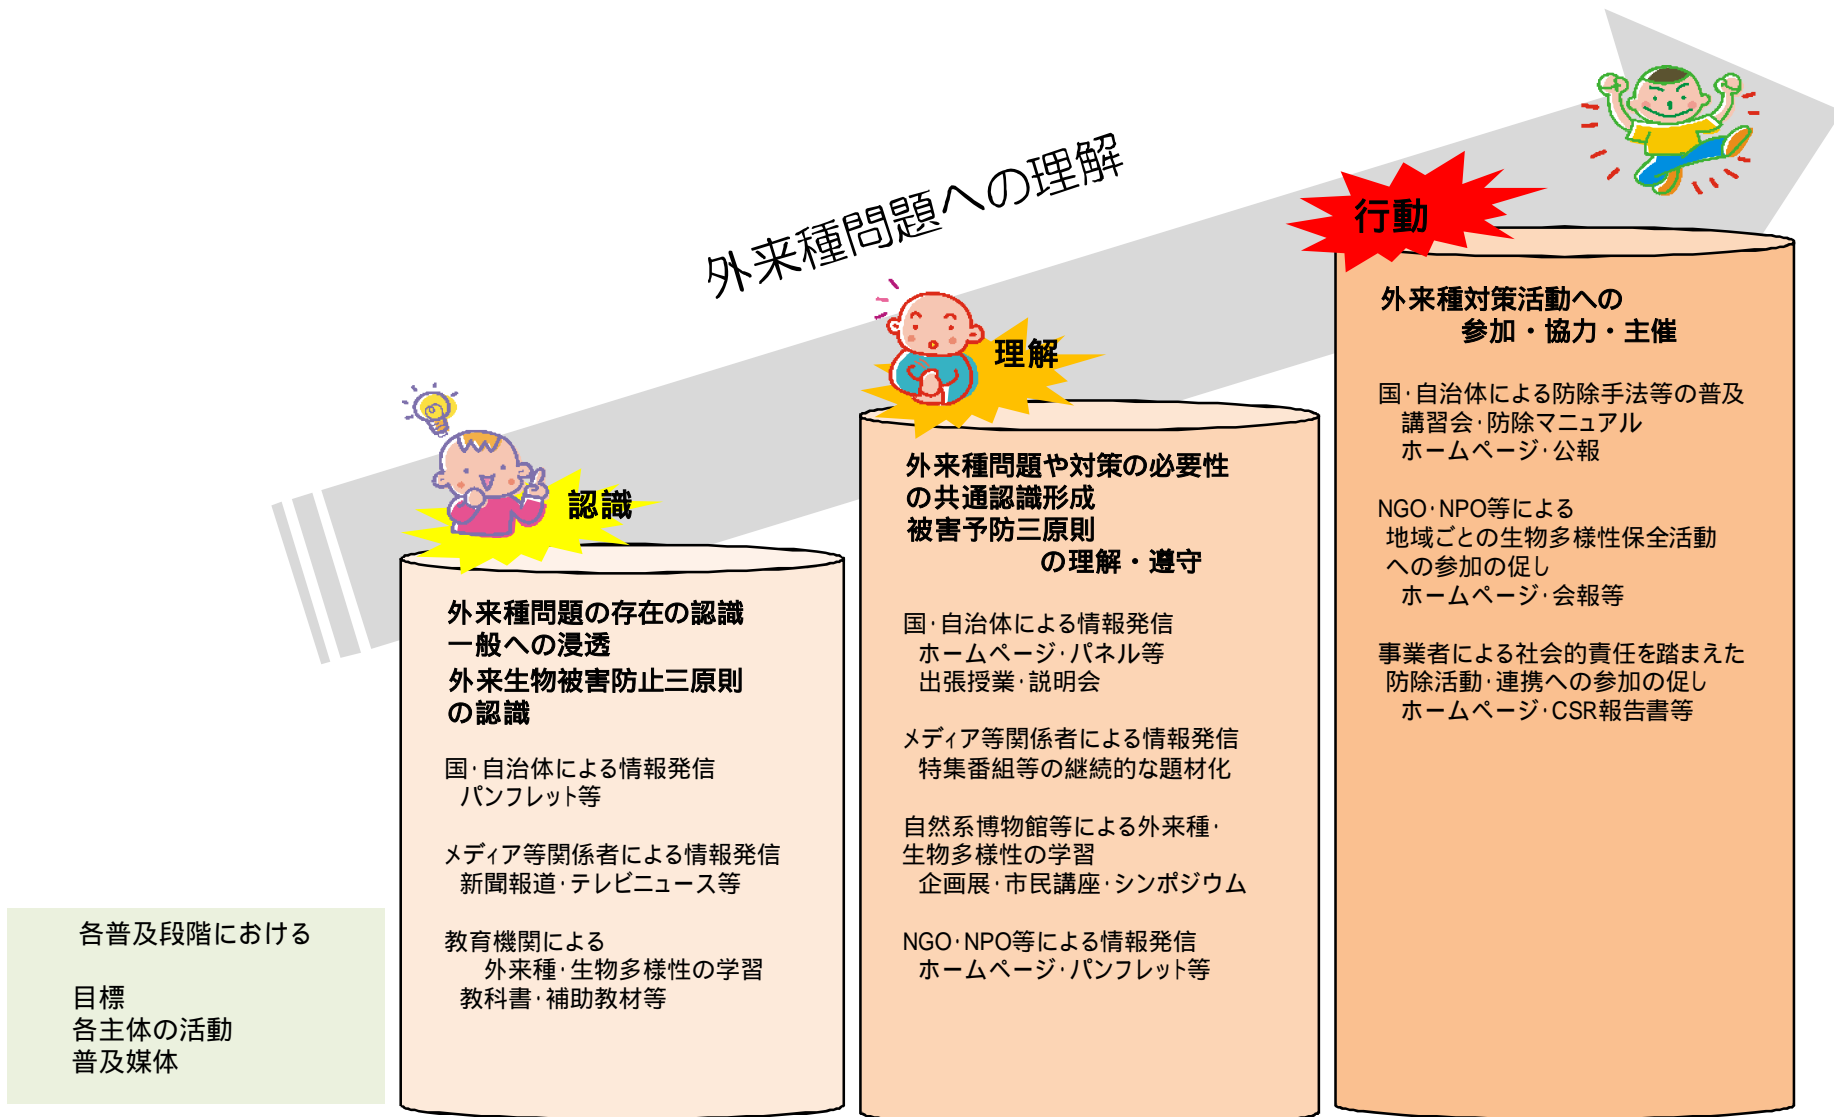 外来種問題への理解
認識
外来種問題の存在の認識
一般への浸透
外来生物被害防止三原則
の認識
国・自治体による情報発信
パンフレット等
メディア等関係者による情報発信
新聞報道・テレビニュース等
教育機関による
外来種・生物多様性の学習
教科書・補助教材等
理解
外来種問題や対策の必要性
の共通認識形成
被害予防三原則
の理解・遵守
国・自治体による情報発信
ホームページ・パネル等
出張授業・説明会
メディア等関係者による情報発信
特集番組等の継続的な題材化
自然系博物館等による外来種・
生物多様性の学習
企画展・市民講座・シンポジウム
NGO・NPO等による情報発信
ホームページ・パンフレット等
行動
外来種対策活動への
参加・協力・主催
国・自治体による防除手法等の普及
講習会・防除マニュアル
ホームページ・公報
NGO・NPO等による
地域ごとの生物多様性保全活動
への参加の促し
ホームページ・会報等
事業者による社会的責任を踏まえた
防除活動・連携への参加の促し
ホームページ・CSR報告書等
各普及段階における
目標
各主体の活動
普及媒体